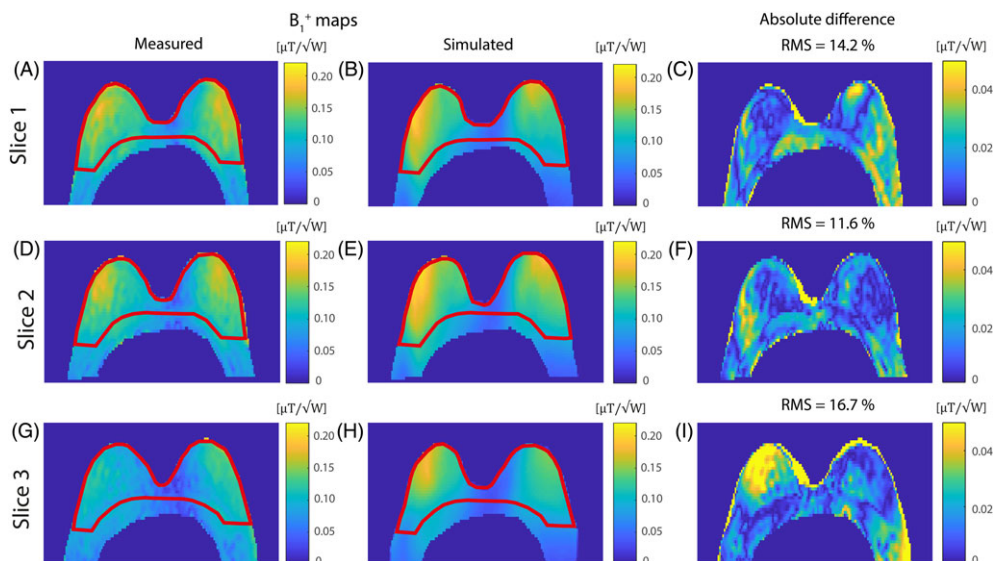 B₁⁺ maps
Absolute difference
Measured
Simulated
RMS = 14.2 %
[μT/√W]
[μT/√W]
[μT/√W]
Slice 1
(A)
0.20
0.15
0.10
0.05
0
(B)
0.20
0.15
0.10
0.05
0
(C)
0.04
0.02
0
RMS = 11.6 %
[μT/√W]
[μT/√W]
[μT/√W]
Slice 2
(D)
0.20
0.15
0.10
0.05
0
(E)
0.20
0.15
0.10
0.05
0
(F)
0.04
0.02
0
RMS = 16.7 %
[μT/√W]
[μT/√W]
[μT/√W]
Slice 3
(G)
0.20
0.15
0.10
0.05
0
(H)
0.20
0.15
0.10
0.05
0
(I)
0.04
0.02
0